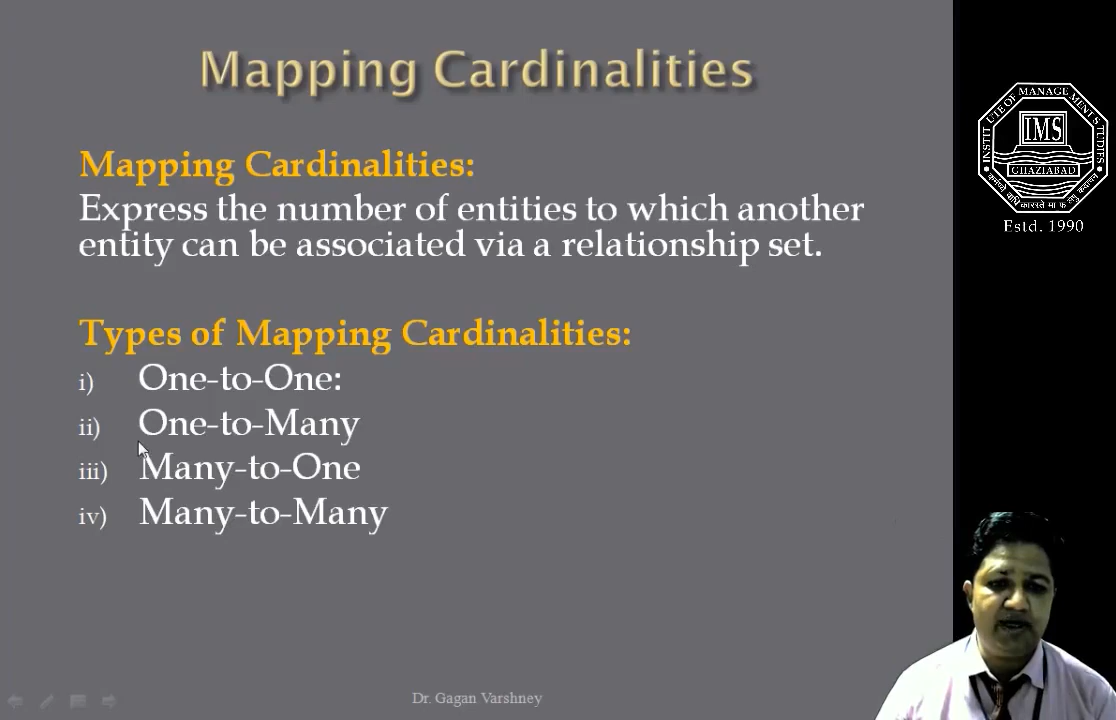 Mapping Cardinalities
Mapping Cardinalities:
Express the number of entities to which another
entity can be associated via a relationship set.
Types of Mapping Cardinalities:
i) One-to-One:
ii) One-to-Many
iii) Many-to-One
iv) Many-to-Many
Dr. Gagan Varshney
INSTITUTE OF MANAGEMENT STUDIES
IMS
GHAZIABAD
Estd. 1990